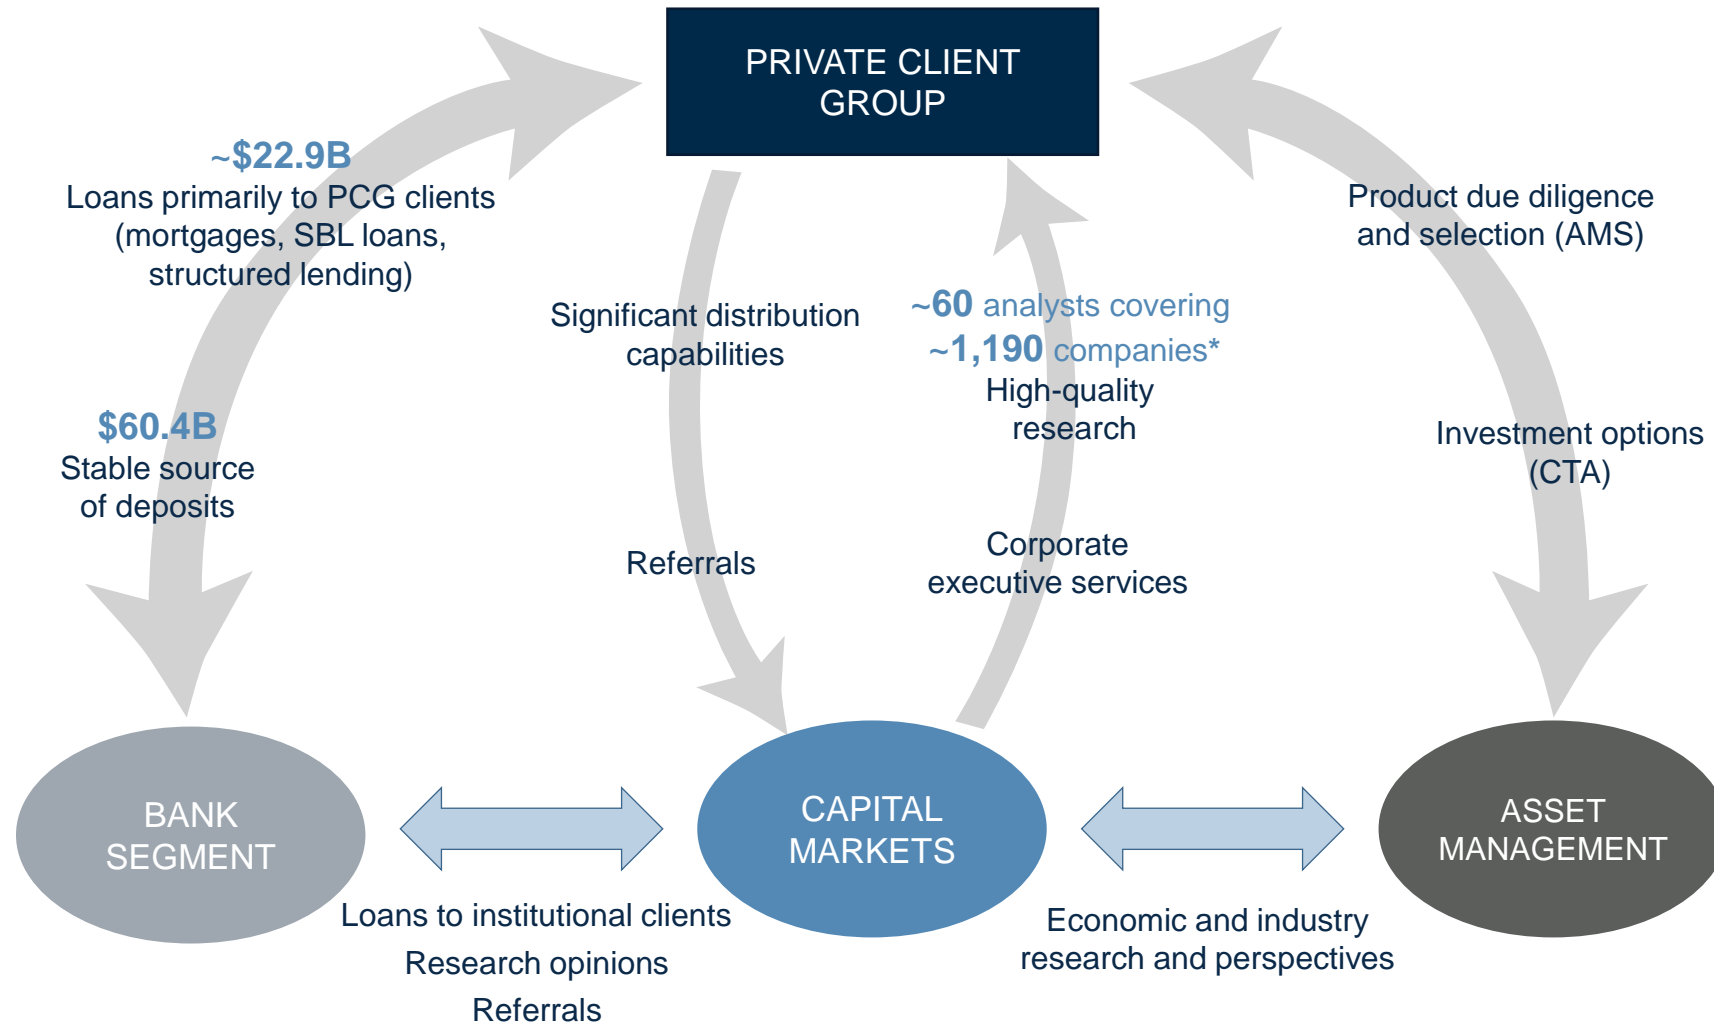 PRIVATE CLIENT
GROUP
~$22.9B
Loans primarily to PCG clients
(mortgages, SBL loans,
structured lending)
$60.4B
Stable source
of deposits
Significant distribution
capabilities
Referrals
~60 analysts covering
~1,190 companies*
High-quality
research
Corporate
executive services
Product due diligence
and selection (AMS)
Investment options
(CTA)
BANK
SEGMENT
CAPITAL
MARKETS
ASSET
MANAGEMENT
Loans to institutional clients
Research opinions
Referrals
Economic and industry
research and perspectives